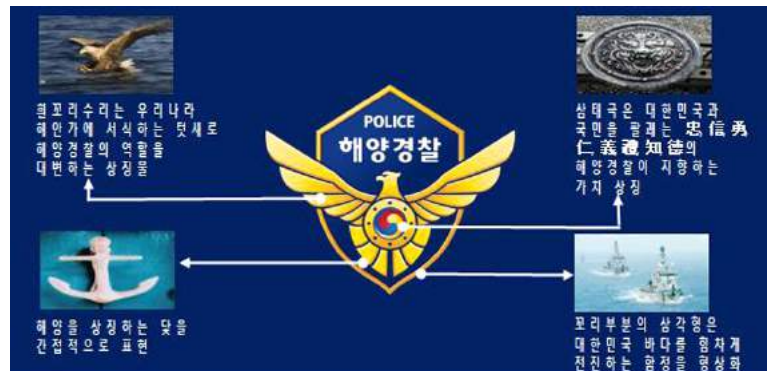 흰꼬리수리는 우리나라
해안가에 서식하는 텃새로
해양경찰의 역할을
대변하는 상징물
POLICE
해양경찰
삼태극은 대한민국과
국민을 팔괘는 忠信勇
仁義禮知德의
해양경찰이 지향하는
가치 상징
해양을 상징하는 닻을
간접적으로 표현
꼬리부분의 삼각형은
대한민국 바다를 힘차게
전진하는 함정을 형상화